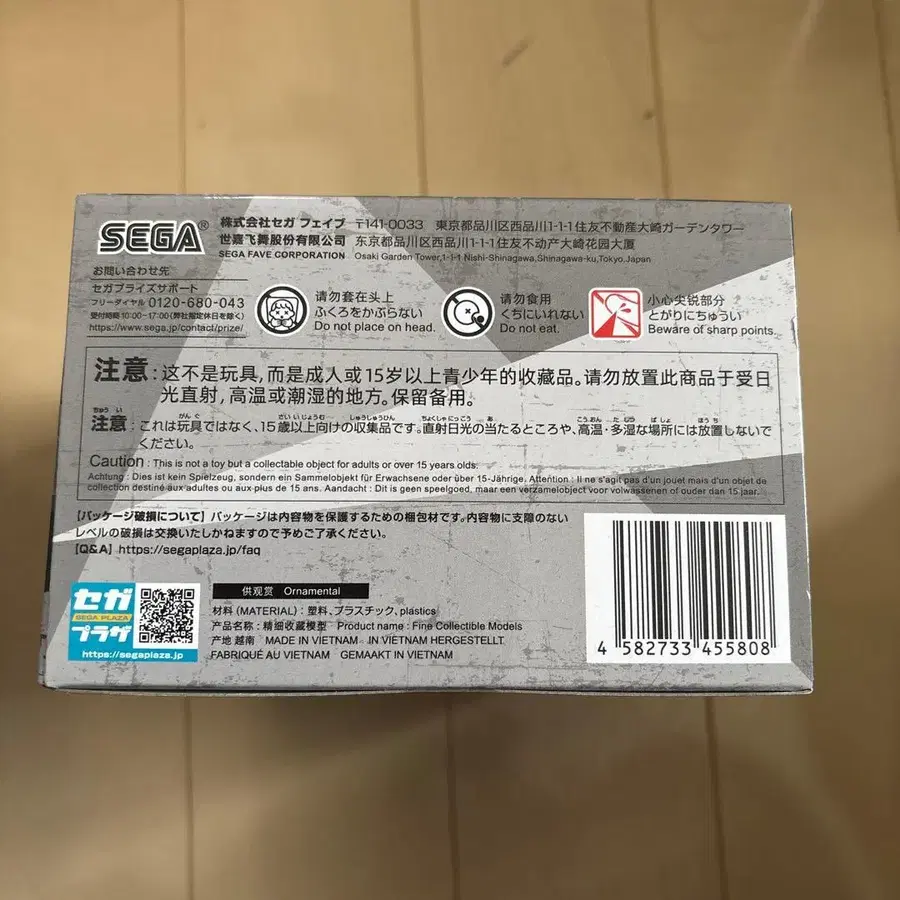 SEGA®
株式会社セガ フェイブ 〒141-0033 東京都品川区西品川1-1-1住友不動産大崎ガーデンタワー
世嘉飞舞股份有限公司 东京都品川区西品川1-1-1住友不动产大崎花园大厦
SEGA FAVE CORPORATION Osaki Garden Tower,1-1-1 Nishi-Shinagawa,Shinagawa-ku,Tokyo,Japan
お問い合わせ先
セガプライズサポート
フリーダイヤル 0120-680-043
受付時間10:00-17:00(弊社指定休日を除く)
https://www.sega.jp/contact/prize/
请勿套在头上
ふくろをかぶらない
Do not place on head.
请勿食用
くちにいれない
Do not eat.
小心尖锐部分
とがりにちゅうい
Beware of sharp points.
注意:这不是玩具,而是成人或15岁以上青少年的收藏品。请勿放置此商品于受日
光直射,高温或潮湿的地方。保留备用。
注意:これは玩具ではなく、15歳以上向けの収集品です。直射日光の当たるところや、高温・多湿な場所には放置しないで
ください。
Caution : This is not a toy but a collectable object for adults or over 15 years olds.
Achtung : Dies ist kein Spielzeug, sondern ein Sammelobjekt für Erwachsene oder über 15-Jährige. Attention : Il ne s'agit pas d'un jouet mais d'un objet de
collection destiné aux adultes ou aux plus de 15 ans. Aandacht : Dit is geen speelgoed, maar een verzamelobject voor volwassenen of ouder dan 15 jaar.
【パッケージ破損について】パッケージは内容物を保護するための梱包材です。内容物に支障のない
レベルの破損は交換いたしかねますので予めご了承ください。
【Q&A】https://segaplaza.jp/faq
セガ
SEGA PLAZA
プラザ
https://segaplaza.jp
供观赏 Ornamental
材料 (MATERIAL) : 塑料、プラスチック、plastics
产品名称 : 精细收藏模型 Product name : Fine Collectible Models
产地 越南 MADE IN VIETNAM IN VIETNAM HERGESTELLT
FABRIQUÉ AU VIETNAM GEMAAKT IN VIETNAM
4 582733 455808